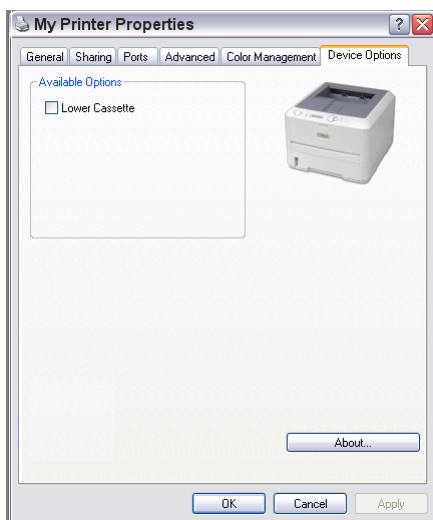 My Printer Properties
General Sharing Ports Advanced Color Management Device Options
Available Options
Lower Cassette
OKI
About...
OK Cancel Apply